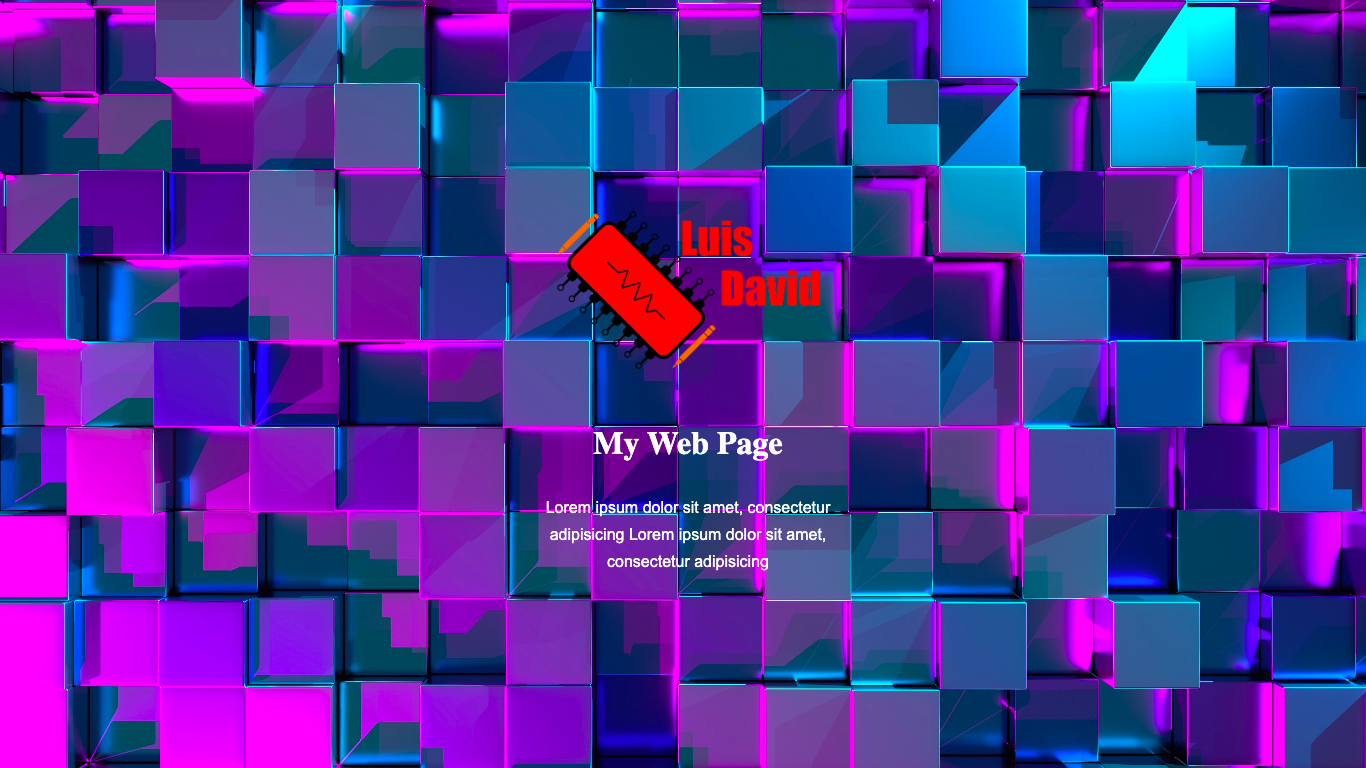 Luis
David
My Web Page
Lorem ipsum dolor sit amet, consectetur
adipisicing Lorem ipsum dolor sit amet,
consectetur adipisicing